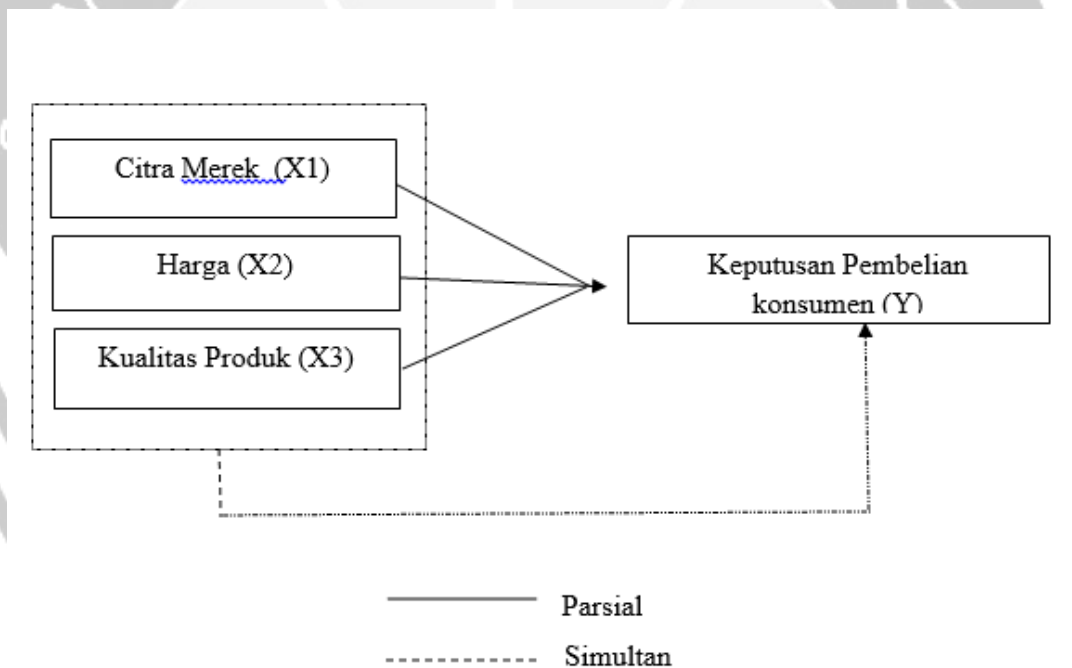 Citra Merek (X1)
Harga (X2)
Kualitas Produk (X3)
Keputusan Pembelian
konsumen (Y)
Parsial
Simultan